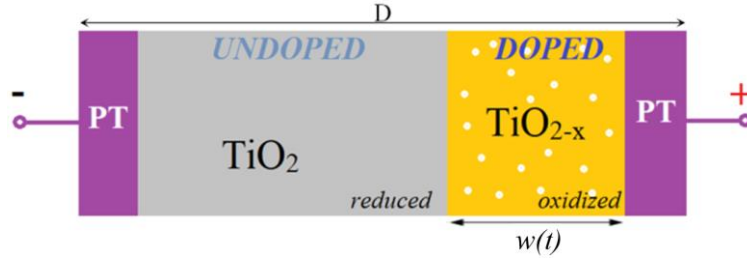 D
UNDOPED
DOPED
-
+
PT
TiO2
TiO2-x
PT
reduced
oxidized
w(t)